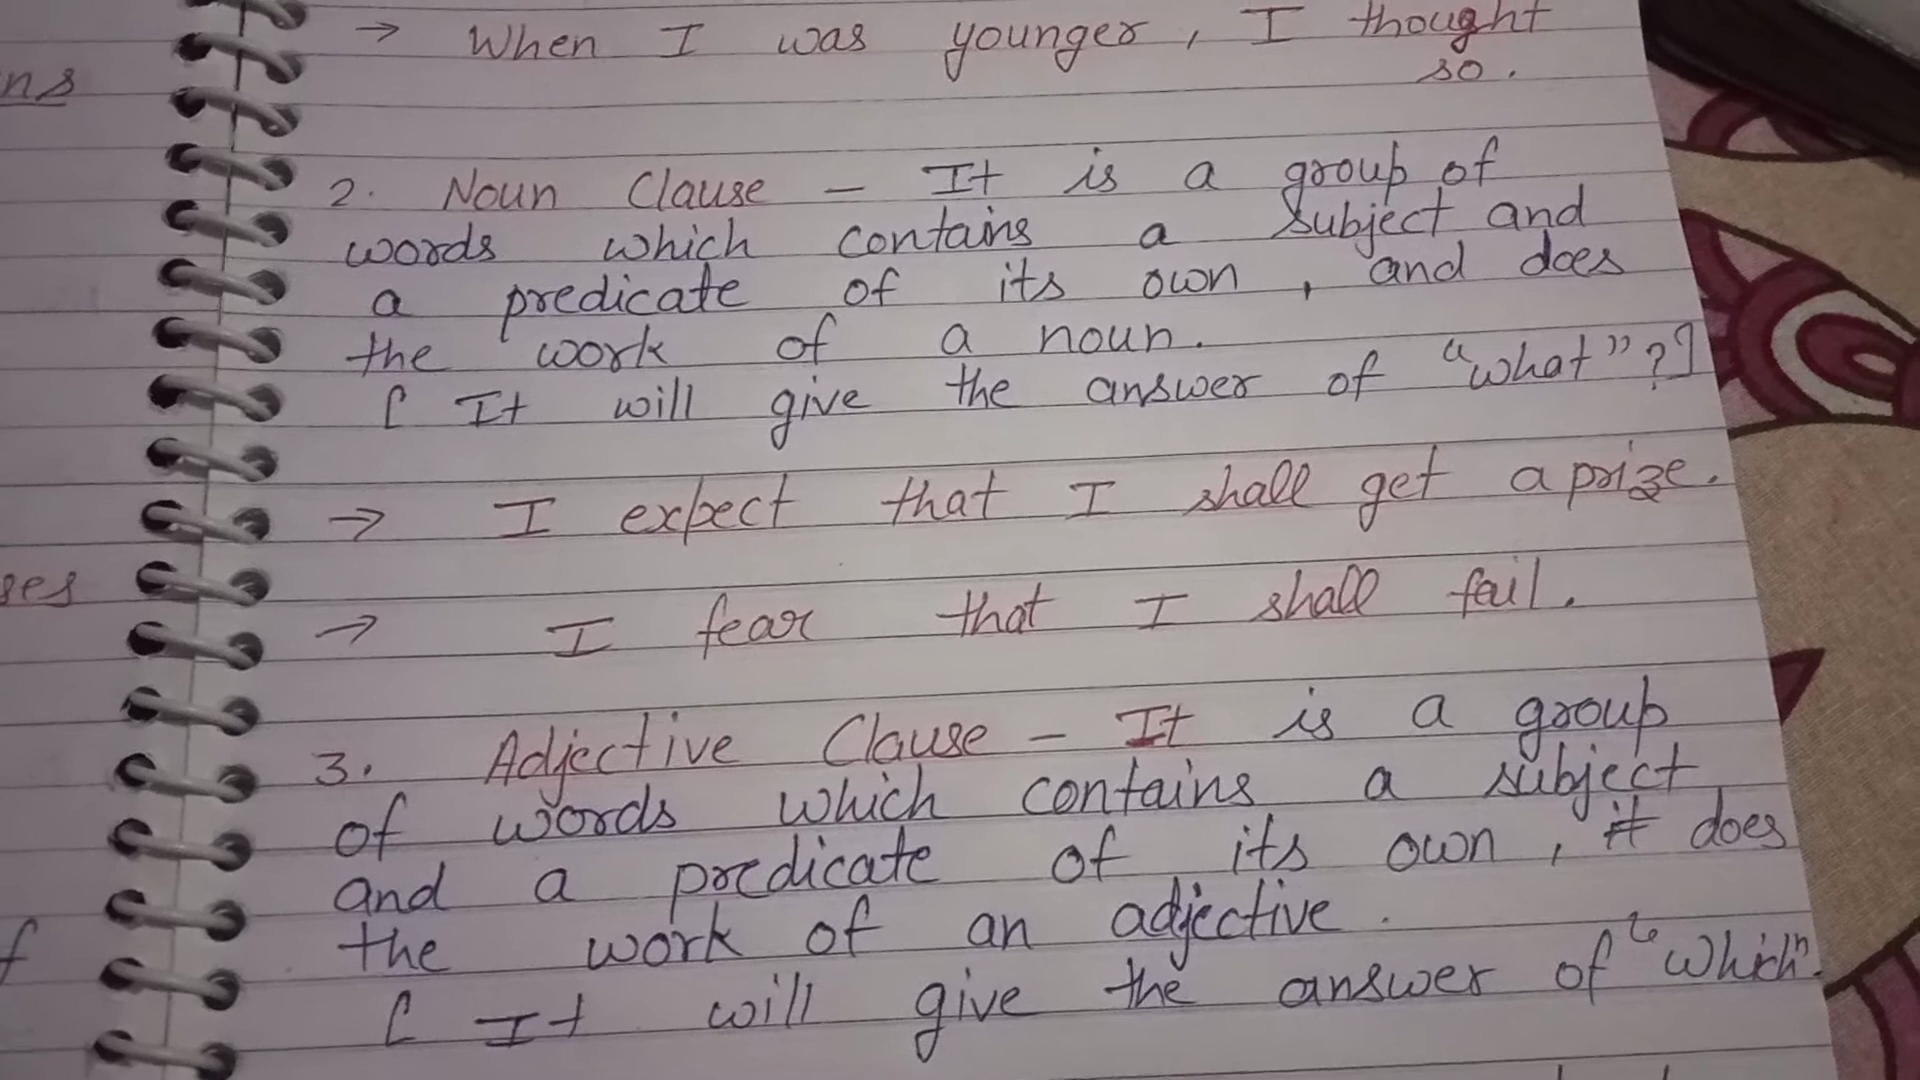 → When I was younger, I thought
so.
ns
2. Noun Clause - It is a group of
words which contains a subject and
a predicate of its own, and does
the work of a noun.
[ It will give the answer of "what"?]
→ I expect that I shall get a prize.
ses
→ I fear that I shall fail.
3. Adjective Clause - It is a group
of words which contains a subject
and a predicate of its own, it does
the work of an adjective.
f
[ It will give the answer of "which".